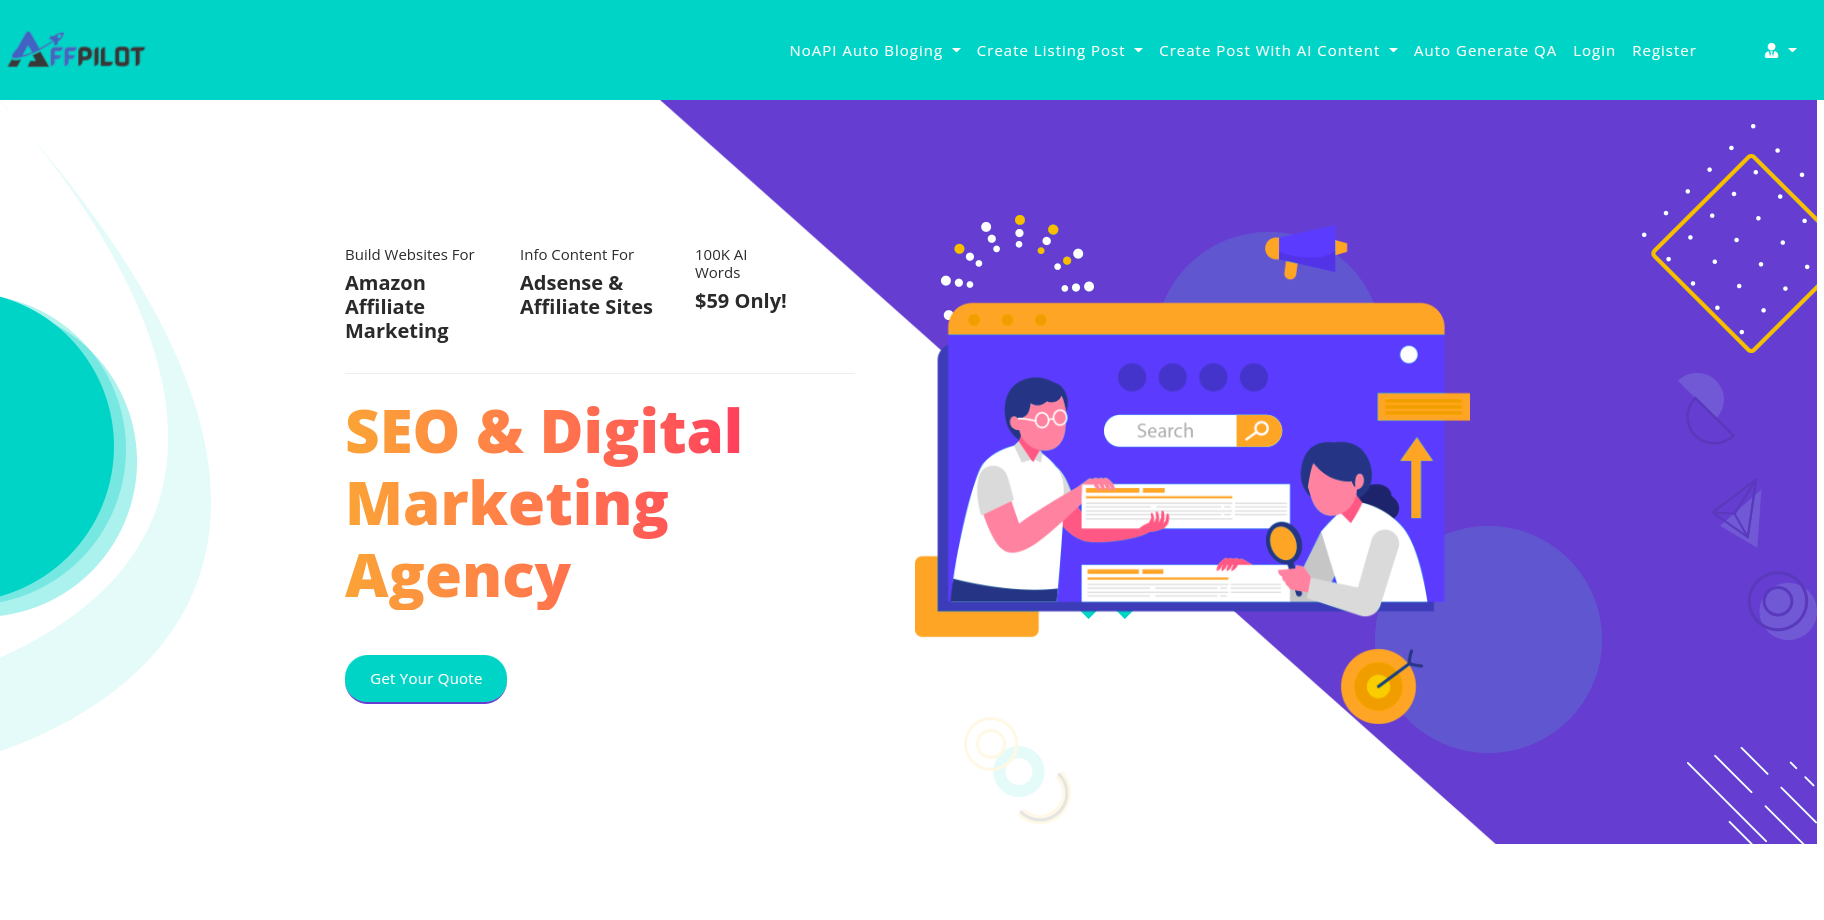 AFFPILOT
NoAPI Auto Bloging Create Listing Post Create Post With AI Content Auto Generate QA Login Register
Build Websites For
Amazon
Affiliate
Marketing
Info Content For
Adsense &
Affiliate Sites
100K AI
Words
$59 Only!
SEO & Digital
Marketing
Agency
Get Your Quote
Search